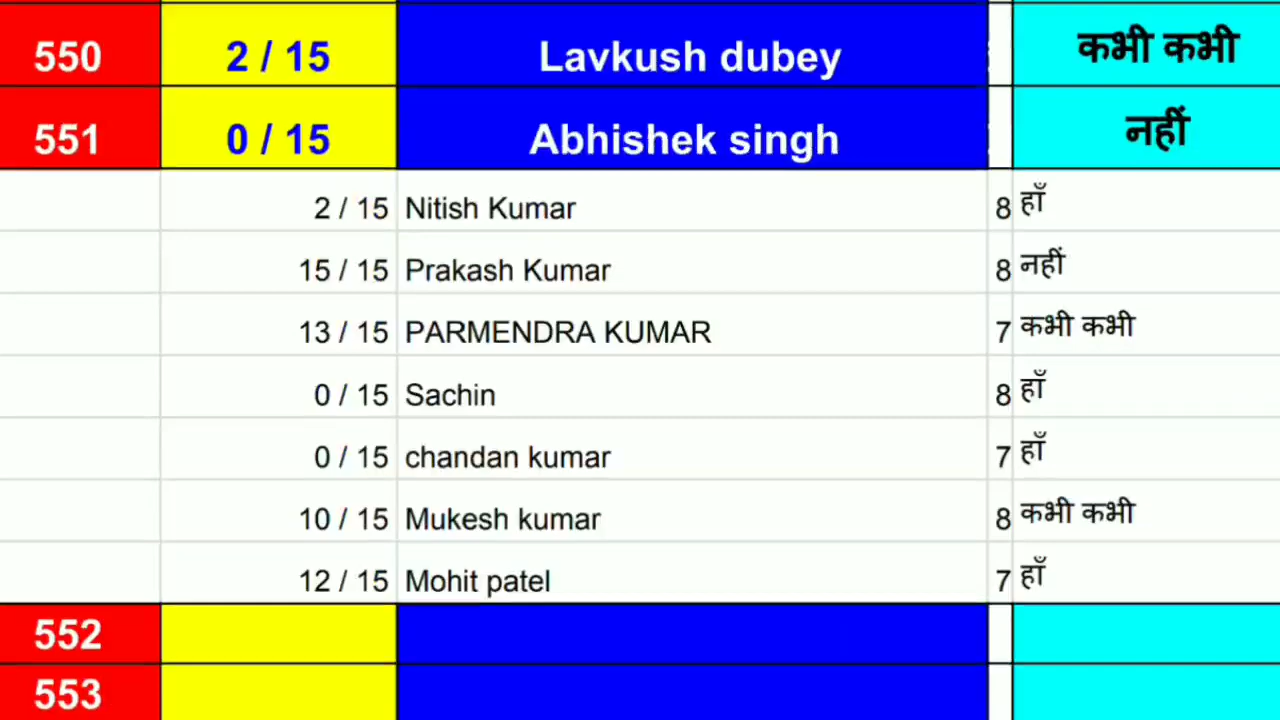 550 2 / 15 Lavkush dubey कभी कभी
551 0 / 15 Abhishek singh नहीं
2 / 15 Nitish Kumar 8 हाँ
15 / 15 Prakash Kumar 8 नहीं
13 / 15 PARMENDRA KUMAR 7 कभी कभी
0 / 15 Sachin 8 हाँ
0 / 15 chandan kumar 7 हाँ
10 / 15 Mukesh kumar 8 कभी कभी
12 / 15 Mohit patel 7 हाँ
552
553